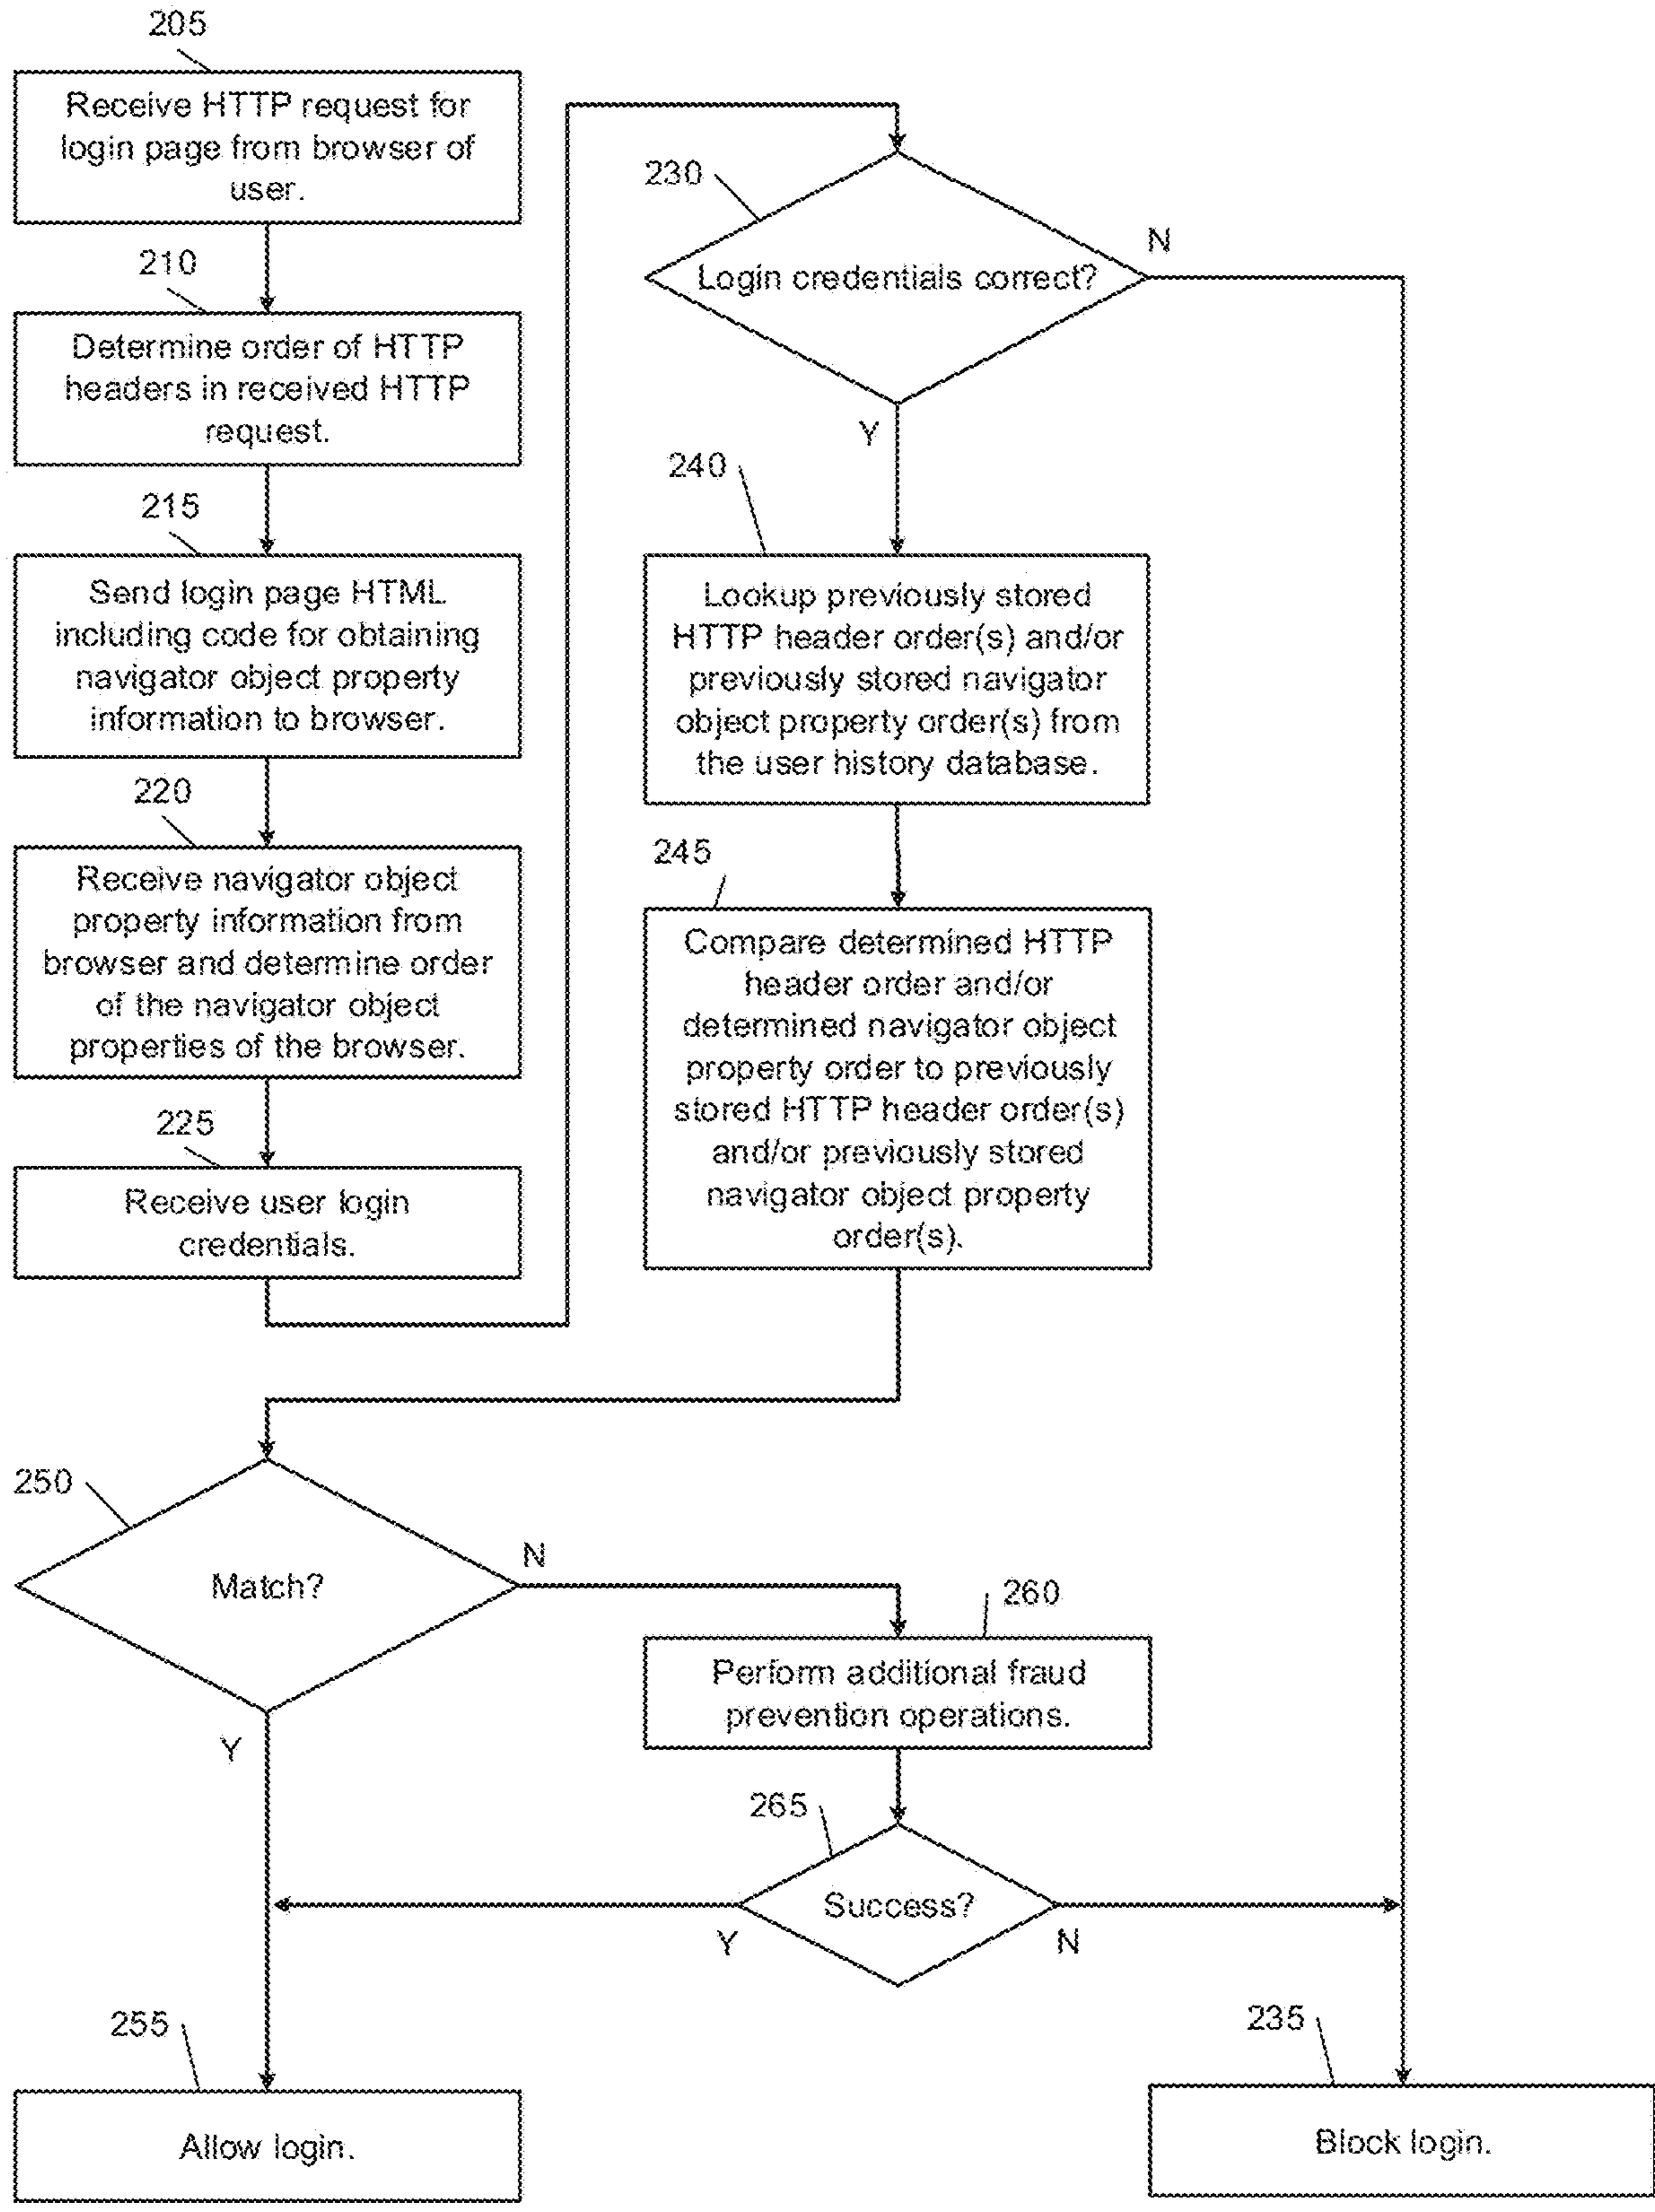 205
Receive HTTP request for
login page from browser of
user.
210
Determine order of HTTP
headers in received HTTP
request.
215
Send login page HTML
including code for obtaining
navigator object property
information to browser.
220
Receive navigator object
property information from
browser and determine order
of the navigator object
properties of the browser.
225
Receive user login
credentials.
230
Login credentials correct?
N
Y
240
Lookup previously stored
HTTP header order(s) and/or
previously stored navigator
object property order(s) from
the user history database.
245
Compare determined HTTP
header order and/or
determined navigator object
property order to previously
stored HTTP header order(s)
and/or previously stored
navigator object property
order(s).
250
Match?
N
Y
260
Perform additional fraud
prevention operations.
265
Success?
Y
N
255
Allow login.
235
Block login.